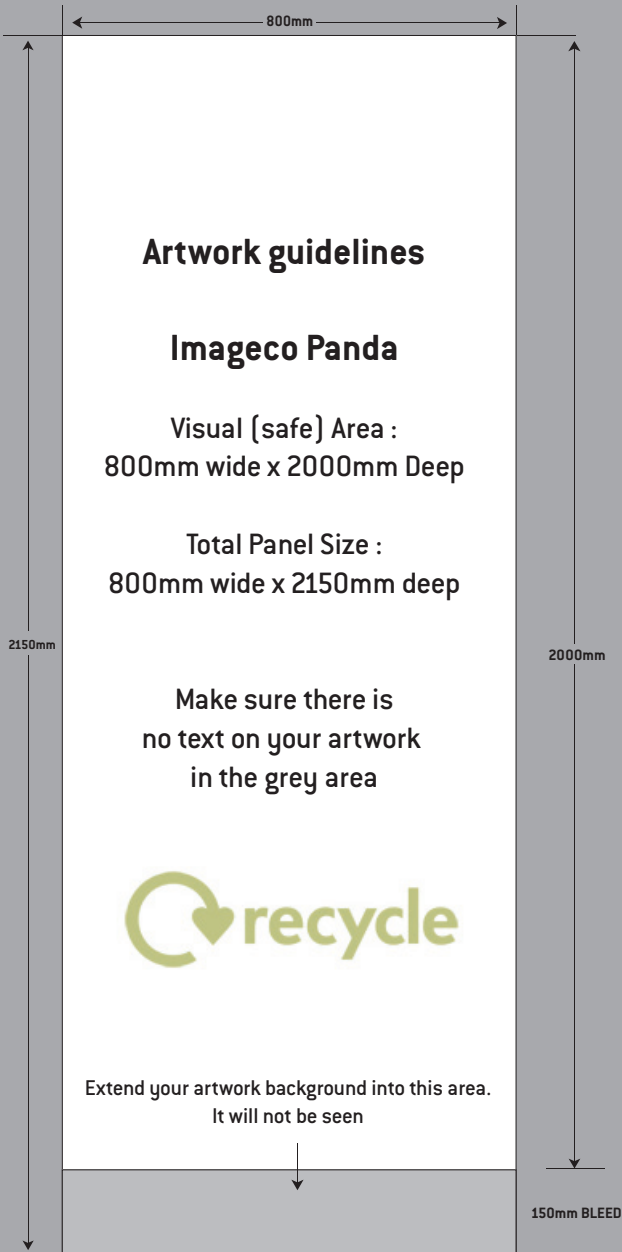 800mm
Artwork guidelines
Imageco Panda
Visual (safe) Area :
800mm wide x 2000mm Deep
Total Panel Size :
800mm wide x 2150mm deep
2150mm
2000mm
Make sure there is
no text on your artwork
in the grey area
recycle
Extend your artwork background into this area.
It will not be seen
150mm BLEED